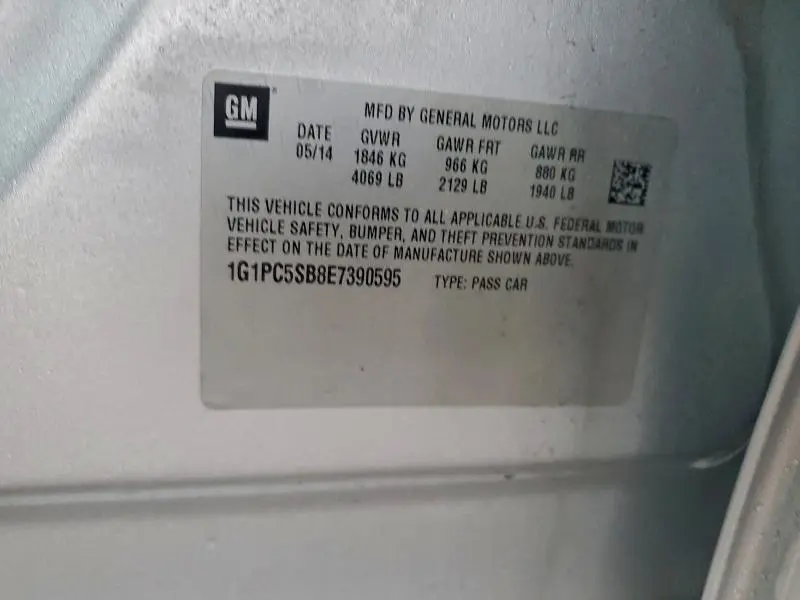 GM
MFD BY GENERAL MOTORS LLC
DATE GVWR GAWR FRT GAWR RR
05/14 1846 KG 966 KG 880 KG
4069 LB 2129 LB 1940 LB
THIS VEHICLE CONFORMS TO ALL APPLICABLE U.S. FEDERAL MOTOR
VEHICLE SAFETY, BUMPER, AND THEFT PREVENTION STANDARDS IN
EFFECT ON THE DATE OF MANUFACTURE SHOWN ABOVE.
1G1PC5SB8E7390595 TYPE: PASS CAR